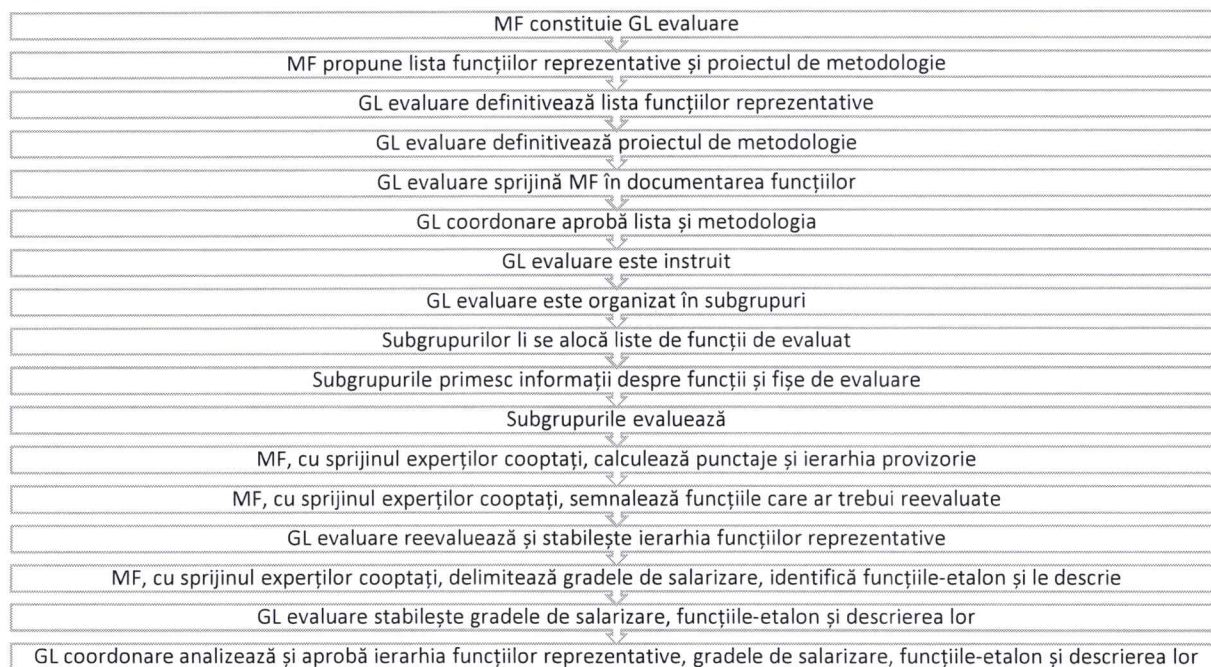 MF constituie GL evaluare
MF propune lista funcțiilor reprezentative și proiectul de metodologie
GL evaluare definitivează lista funcțiilor reprezentative
GL evaluare definitivează proiectul de metodologie
GL evaluare sprijină MF în documentarea funcțiilor
GL coordonare aprobă lista și metodologia
GL evaluare este instruit
GL evaluare este organizat în subgrupuri
Subgrupurilor li se alocă liste de funcții de evaluat
Subgrupurile primesc informații despre funcții și fișe de evaluare
Subgrupurile evaluează
MF, cu sprijinul experților cooptați, calculează punctaje și ierarhia provizorie
MF, cu sprijinul experților cooptați, semnalează funcțiile care ar trebui reevaluate
GL evaluare reevaluează și stabilește ierarhia funcțiilor reprezentative
MF, cu sprijinul experților cooptați, delimitează gradele de salarizare, identifică funcțiile-etalon și le descrie
GL evaluare stabilește gradele de salarizare, funcțiile-etalon și descrierea lor
GL coordonare analizează și aprobă ierarhia funcțiilor reprezentative, gradele de salarizare, funcțiile-etalon și descrierea lor